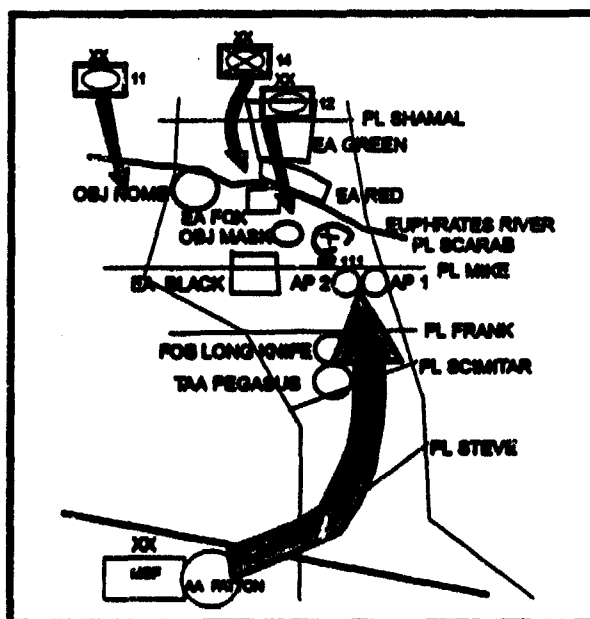 XX
11
XX
14
XX
12
PL SHAMAL
EA GREEN
OBJ ROME
EA RED
EA FOX
OBJ MASK
EUPHRATES RIVER
PL SCARAB
111
PL MIKE
EA BLACK
AP 2
AP 1
PL FRANK
FOB LONG KNIFE
PL SCIMITAR
TAA PEGASUS
PL STEVE
XX
AA PATTON